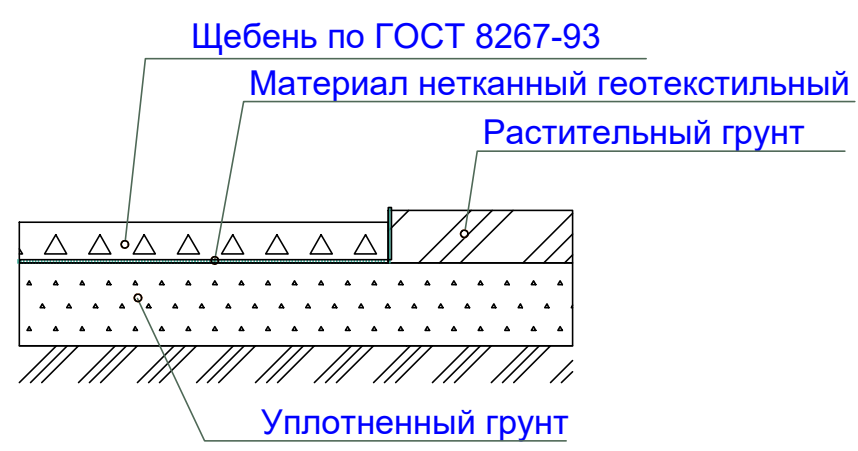 Щебень по ГОСТ 8267-93
Материал нетканный геотекстильный
Растительный грунт
Уплотненный грунт